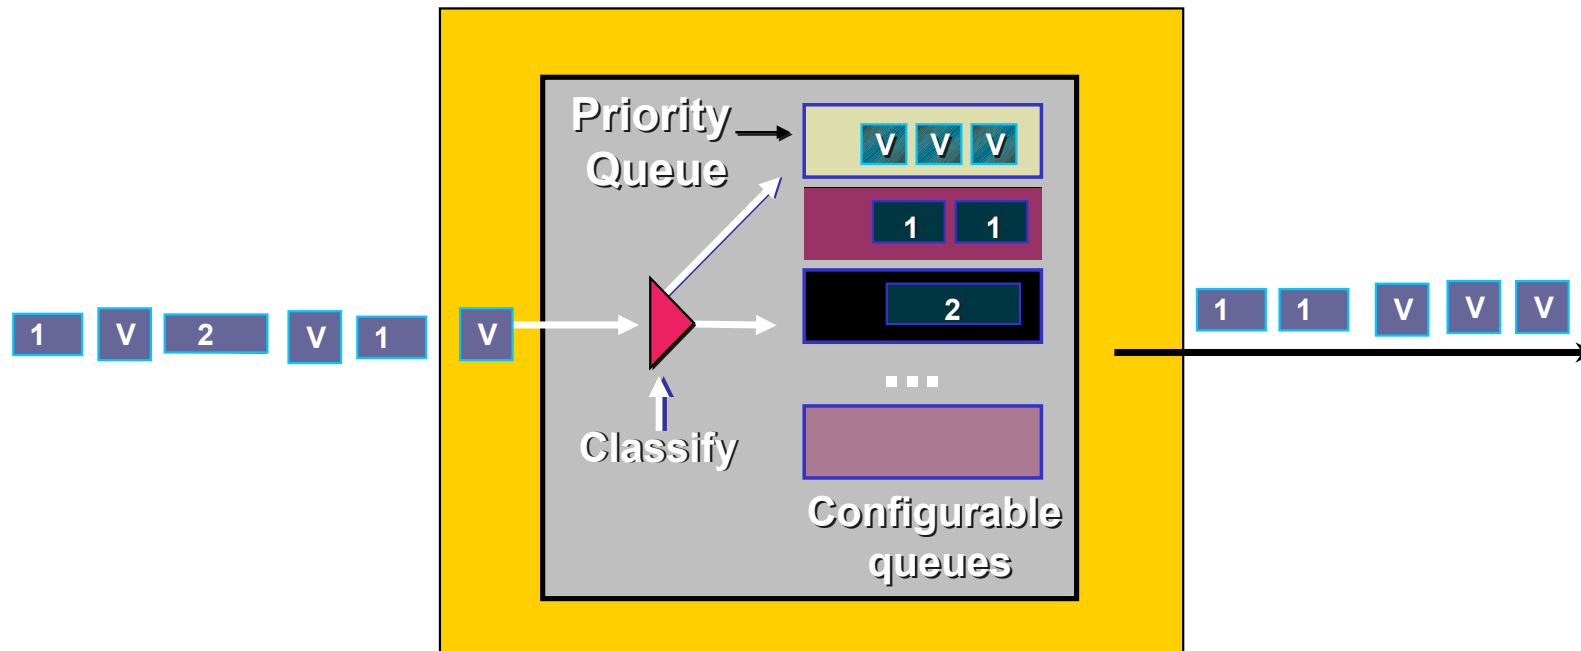 Priority
Queue
V V V
1 1
2
1 V 2 V 1 V
1 1 V V V
...
Classify
Configurable
queues